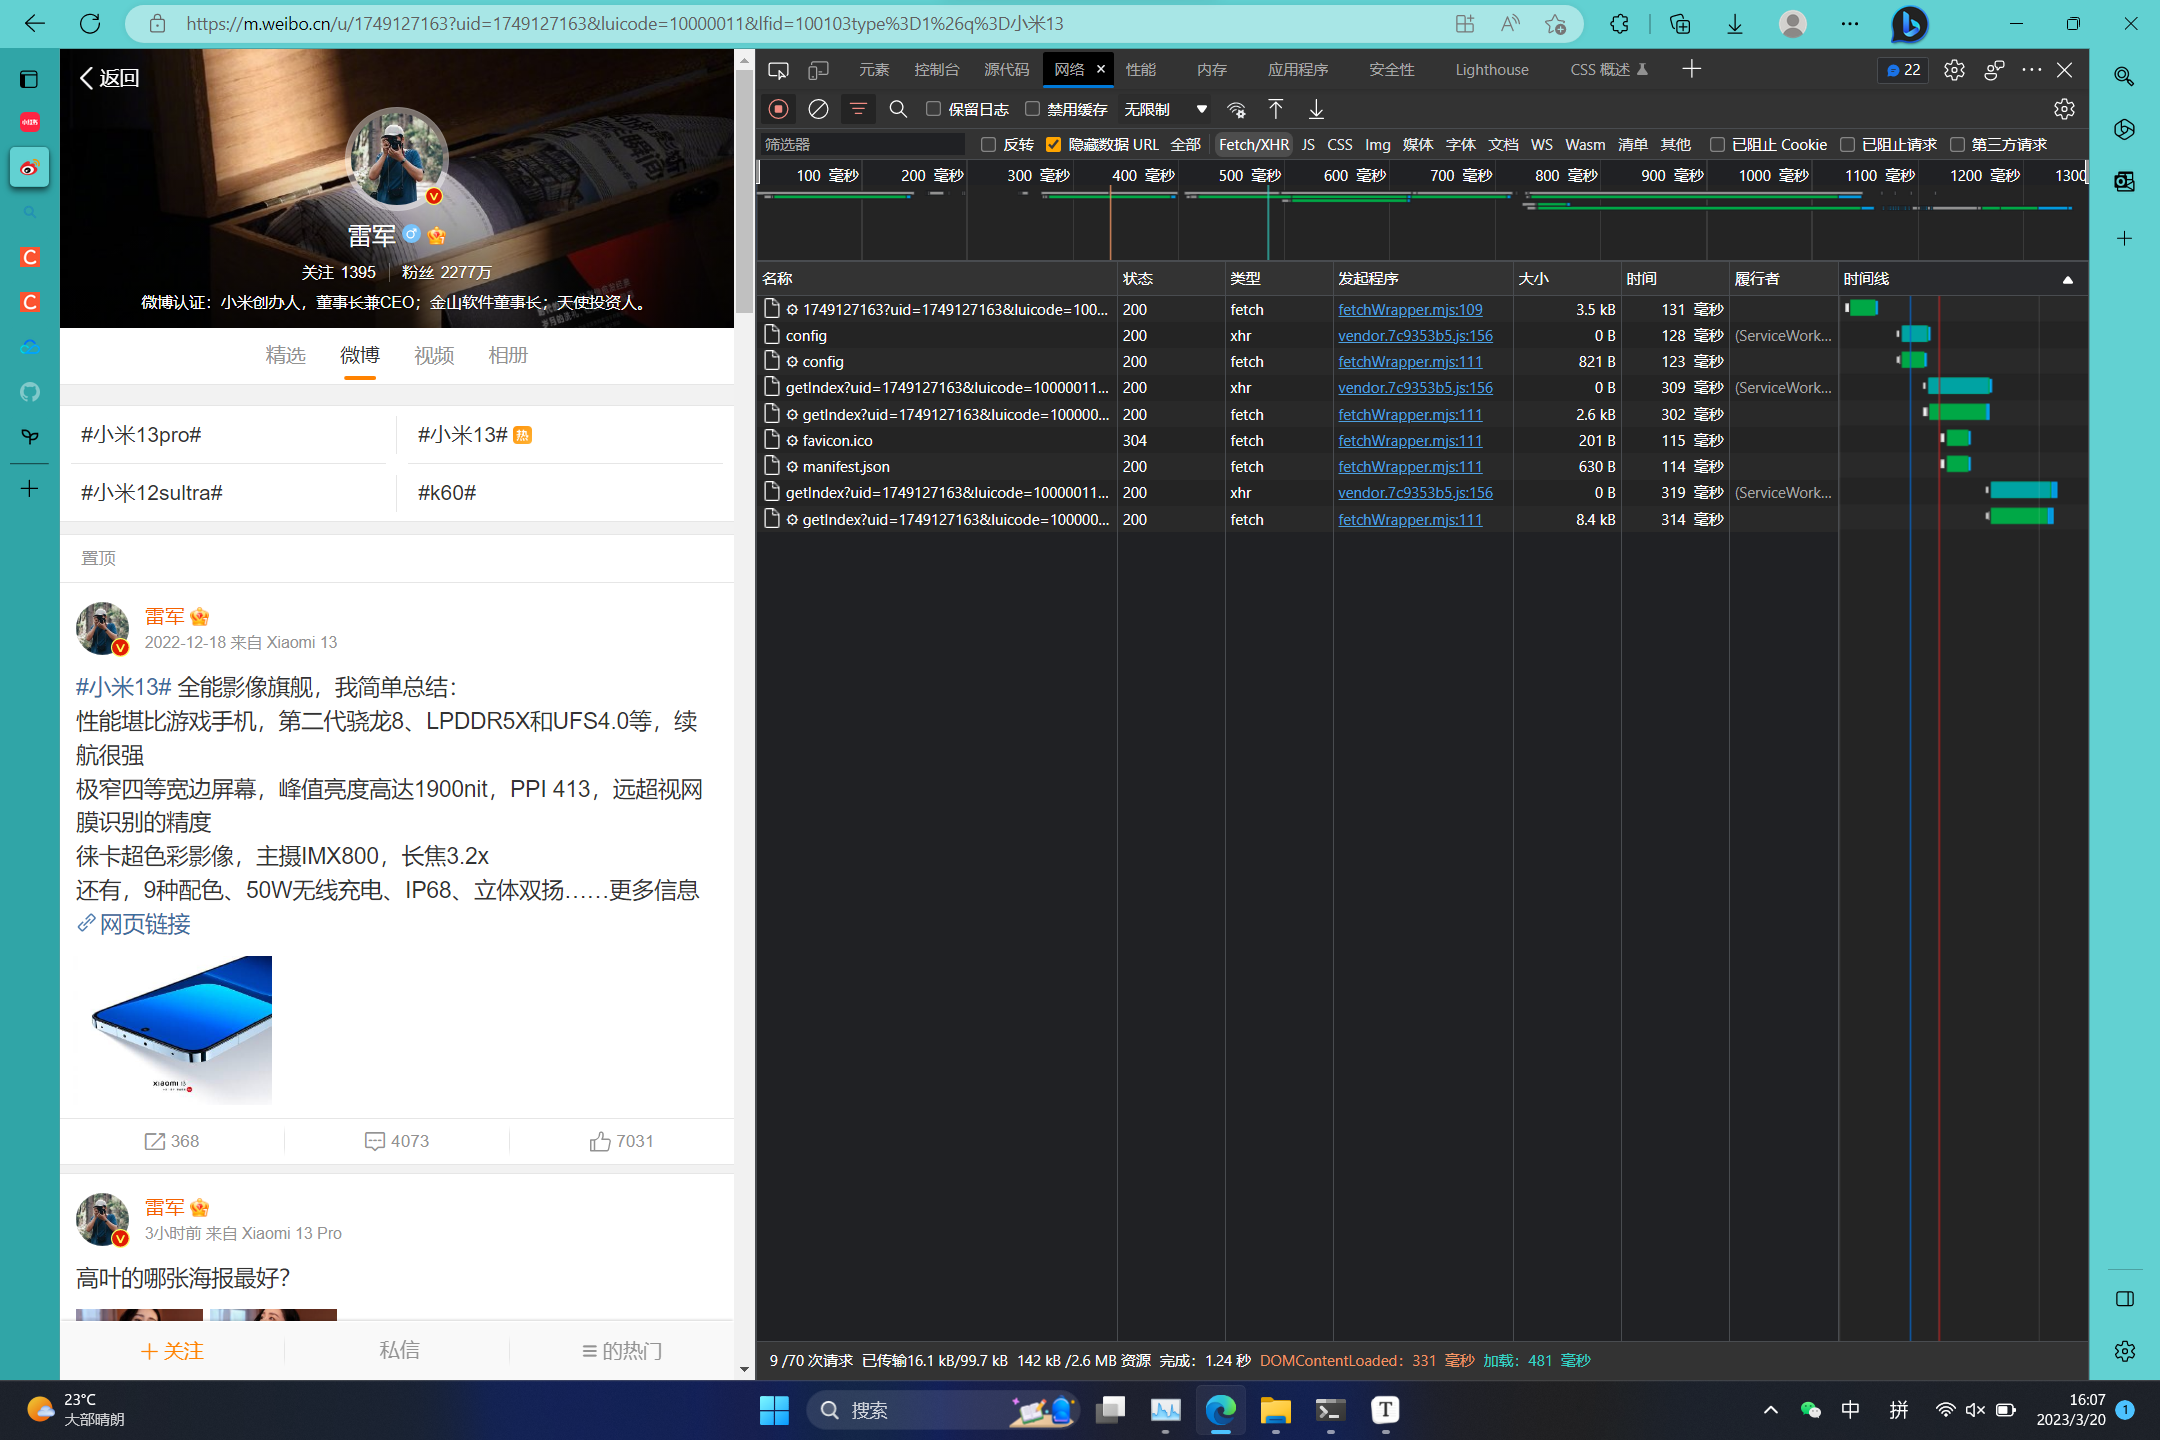 https://m.weibo.cn/u/1749127163?uid=1749127163&luicode=10000011&lfid=100103type%3D1%26q%3D小米13
返回
雷军
关注 1395 粉丝 2277万
微博认证：小米创办人，董事长兼CEO；金山软件董事长；天使投资人。
精选 微博 视频 相册
#小米13pro# #小米13# 热
#小米12sultra# #k60#
置顶
雷军
2022-12-18 来自 Xiaomi 13
#小米13# 全能影像旗舰，我简单总结：
性能堪比游戏手机，第二代骁龙8、LPDDR5X和UFS4.0等，续
航很强
极窄四等宽边屏幕，峰值亮度高达1900nit，PPI 413，远超视网
膜识别的精度
徕卡超色彩影像，主摄IMX800，长焦3.2x
还有，9种配色、50W无线充电、IP68、立体双扬……更多信息
网页链接
xiaomi 13
368 4073 7031
雷军
3小时前 来自 Xiaomi 13 Pro
高叶的哪张海报最好？
关注 私信 的热门
元素 控制台 源代码 网络 性能 内存 应用程序 安全性 Lighthouse CSS 概述 22
保留日志 禁用缓存 无限制
筛选器 反转 隐藏数据 URL 全部 Fetch/XHR JS CSS Img 媒体 字体 文档 WS Wasm 清单 其他 已阻止 Cookie 已阻止请求 第三方请求
100 毫秒 200 毫秒 300 毫秒 400 毫秒 500 毫秒 600 毫秒 700 毫秒 800 毫秒 900 毫秒 1000 毫秒 1100 毫秒 1200 毫秒 1300
名称 状态 类型 发起程序 大小 时间 履行者 时间线
1749127163?uid=1749127163&luicode=100... 200 fetch fetchWrapper.mjs:109 3.5 kB 131 毫秒
config 200 xhr vendor.7c9353b5.js:156 0 B 128 毫秒 (ServiceWork...
config 200 fetch fetchWrapper.mjs:111 821 B 123 毫秒
getIndex?uid=1749127163&luicode=10000011... 200 xhr vendor.7c9353b5.js:156 0 B 309 毫秒 (ServiceWork...
getIndex?uid=1749127163&luicode=100000... 200 fetch fetchWrapper.mjs:111 2.6 kB 302 毫秒
favicon.ico 304 fetch fetchWrapper.mjs:111 201 B 115 毫秒
manifest.json 200 fetch fetchWrapper.mjs:111 630 B 114 毫秒
getIndex?uid=1749127163&luicode=10000011... 200 xhr vendor.7c9353b5.js:156 0 B 319 毫秒 (ServiceWork...
getIndex?uid=1749127163&luicode=100000... 200 fetch fetchWrapper.mjs:111 8.4 kB 314 毫秒
9 /70 次请求 已传输16.1 kB/99.7 kB 142 kB /2.6 MB 资源 完成：1.24 秒 DOMContentLoaded：331 毫秒 加载：481 毫秒
23°C
大部晴朗
搜索
中 拼
16:07
2023/3/20
1